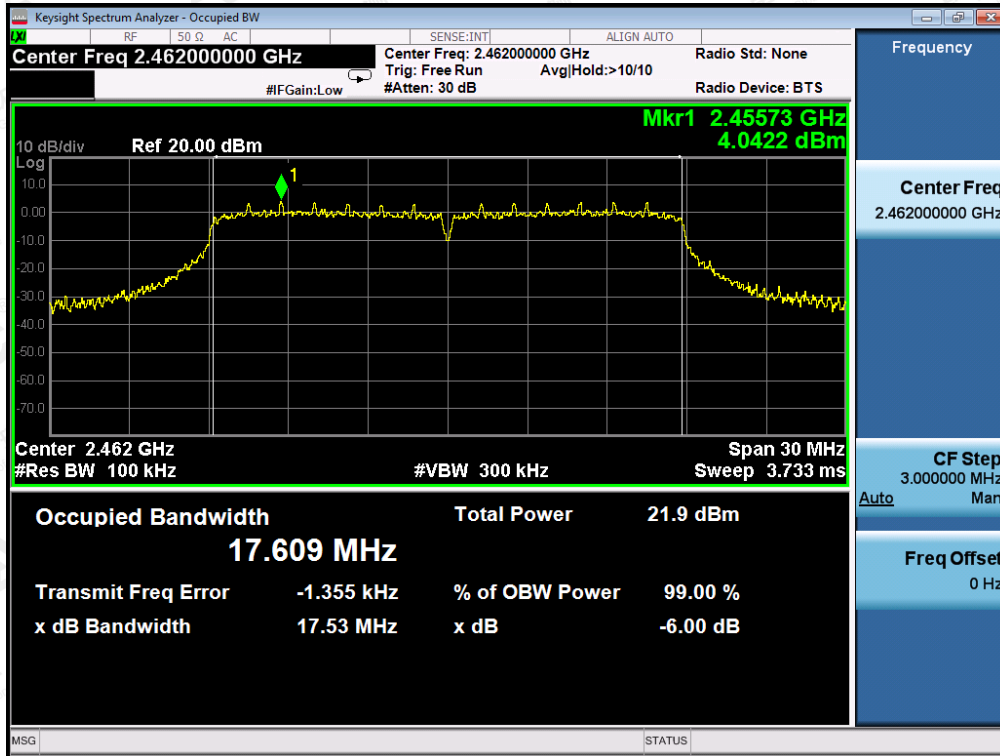 Keysight Spectrum Analyzer - Occupied BW
LXI RF 50 Ω AC SENSE:INT ALIGN AUTO
Center Freq 2.462000000 GHz
#IFGain:Low
Center Freq: 2.462000000 GHz
Trig: Free Run Avg|Hold:>10/10
#Atten: 30 dB
Radio Std: None
Radio Device: BTS
Mkr1 2.45573 GHz
4.0422 dBm
10 dB/div Ref 20.00 dBm
Log
1
10.0
0.00
-10.0
-20.0
-30.0
-40.0
-50.0
-60.0
-70.0
Center 2.462 GHz Span 30 MHz
#Res BW 100 kHz #VBW 300 kHz Sweep 3.733 ms
Occupied Bandwidth Total Power 21.9 dBm
17.609 MHz
Transmit Freq Error -1.355 kHz % of OBW Power 99.00 %
x dB Bandwidth 17.53 MHz x dB -6.00 dB
Frequency
Center Freq
2.462000000 GHz
CF Step
3.000000 MHz
Auto Man
Freq Offset
0 Hz
MSG STATUS